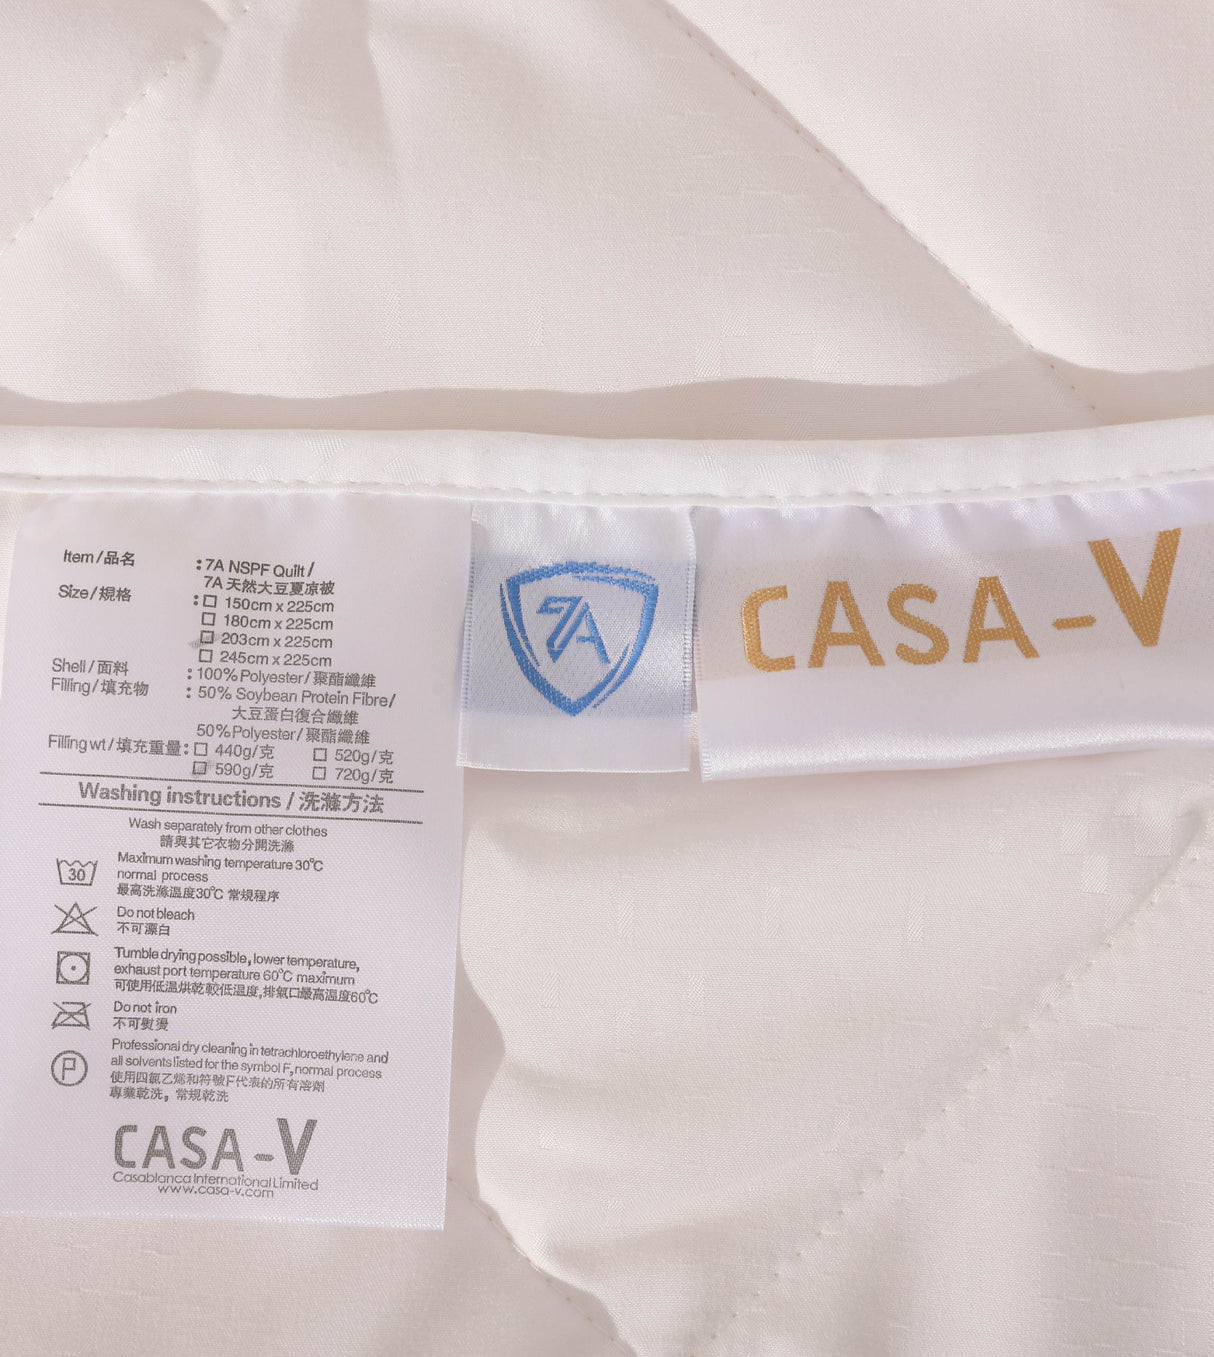 Item/品名 :7A NSPF Quilt/
7A 天然大豆夏凉被
Size/規格 :☐ 150cm x 225cm
☐ 180cm x 225cm
☑ 203cm x 225cm
☐ 245cm x 225cm
Shell/面料 :100%Polyester/聚酯纖維
Filling/填充物 : 50% Soybean Protein Fibre/
大豆蛋白復合纖維
50%Polyester/聚酯纖維
Filling wt/填充重量:☐ 440g/克 ☐ 520g/克
☑ 590g/克 ☐ 720g/克
Washing instructions / 洗滌方法
Wash separately from other clothes
請與其它衣物分開洗滌
30 Maximum washing temperature 30℃
normal process
最高洗滌溫度30℃ 常規程序
Do not bleach
不可漂白
Tumble drying possible, lower temperature,
exhaust port temperature 60℃ maximum
可使用低溫烘乾較低溫度,排氣口最高溫度60℃
Do not iron
不可熨燙
P Professional dry cleaning in tetrachloroethylene and
all solvents listed for the symbol F, normal process
使用四氯乙烯和符號F代表的所有溶劑
專業乾洗，常規乾洗
CASA-V
Casablanca International Limited
www.casa-v.com
7A
CASA-V